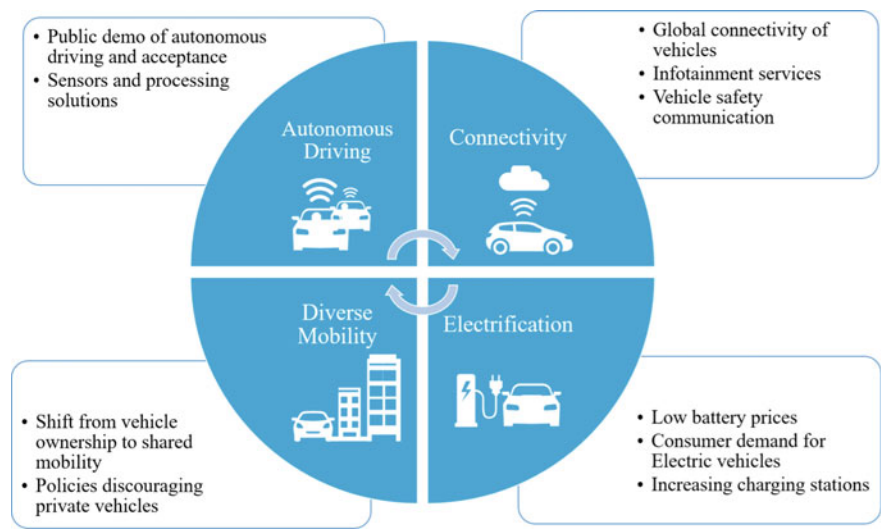 • Public demo of autonomous
driving and acceptance
• Sensors and processing
solutions
• Global connectivity of
vehicles
• Infotainment services
• Vehicle safety
communication
Autonomous
Driving
Connectivity
Diverse
Mobility
Electrification
• Shift from vehicle
ownership to shared
mobility
• Policies discouraging
private vehicles
• Low battery prices
• Consumer demand for
Electric vehicles
• Increasing charging stations